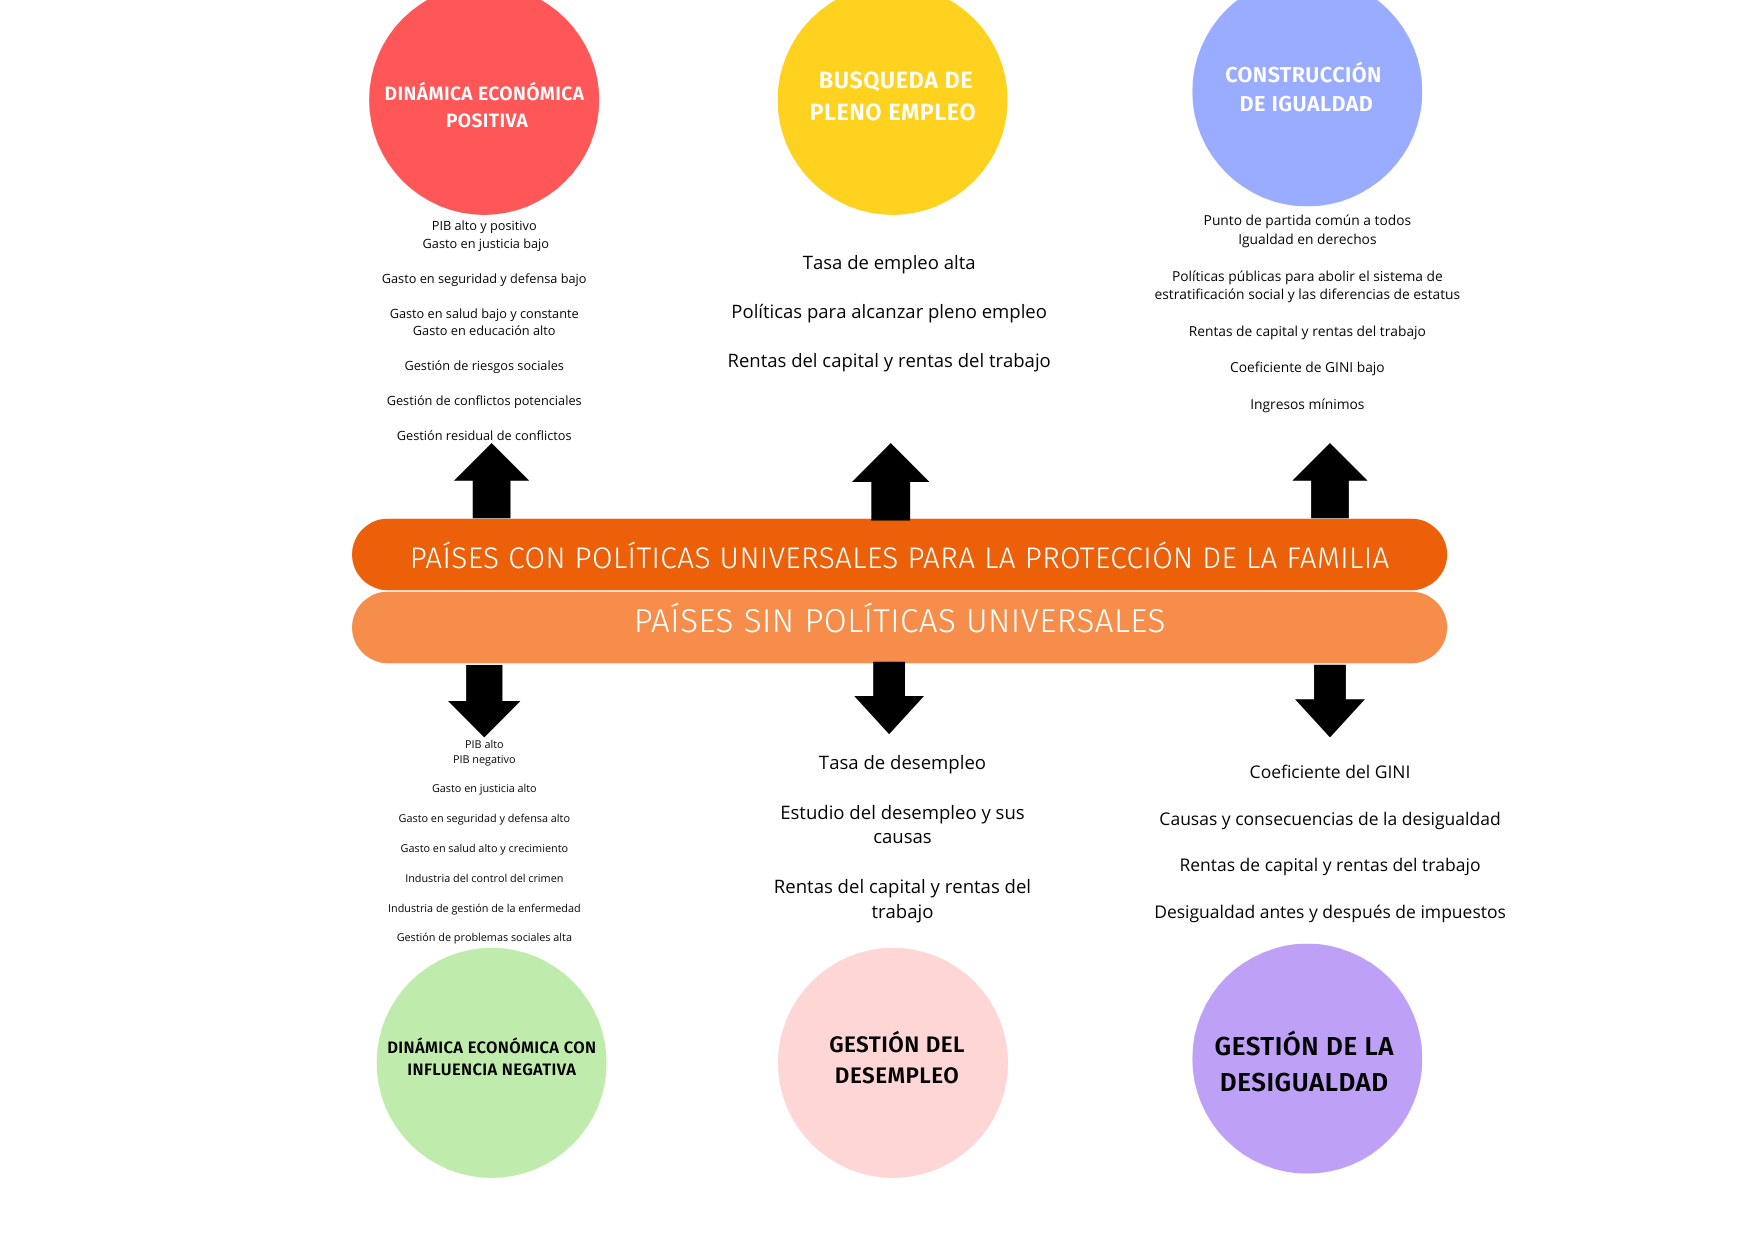 DINÁMICA ECONÓMICA
POSITIVA
PIB alto y positivo
Gasto en justicia bajo
Gasto en seguridad y defensa bajo
Gasto en salud bajo y constante
Gasto en educación alto
Gestión de riesgos sociales
Gestión de conflictos potenciales
Gestión residual de conflictos
BUSQUEDA DE
PLENO EMPLEO
Tasa de empleo alta
Políticas para alcanzar pleno empleo
Rentas del capital y rentas del trabajo
CONSTRUCCIÓN
DE IGUALDAD
Punto de partida común a todos
Igualdad en derechos
Políticas públicas para abolir el sistema de
estratificación social y las diferencias de estatus
Rentas de capital y rentas del trabajo
Coeficiente de GINI bajo
Ingresos mínimos
PAÍSES CON POLÍTICAS UNIVERSALES PARA LA PROTECCIÓN DE LA FAMILIA
PAÍSES SIN POLÍTICAS UNIVERSALES
PIB alto
PIB negativo
Gasto en justicia alto
Gasto en seguridad y defensa alto
Gasto en salud alto y crecimiento
Industria del control del crimen
Industria de gestión de la enfermedad
Gestión de problemas sociales alta
DINÁMICA ECONÓMICA CON
INFLUENCIA NEGATIVA
Tasa de desempleo
Estudio del desempleo y sus
causas
Rentas del capital y rentas del
trabajo
GESTIÓN DEL
DESEMPLEO
Coeficiente del GINI
Causas y consecuencias de la desigualdad
Rentas de capital y rentas del trabajo
Desigualdad antes y después de impuestos
GESTIÓN DE LA
DESIGUALDAD